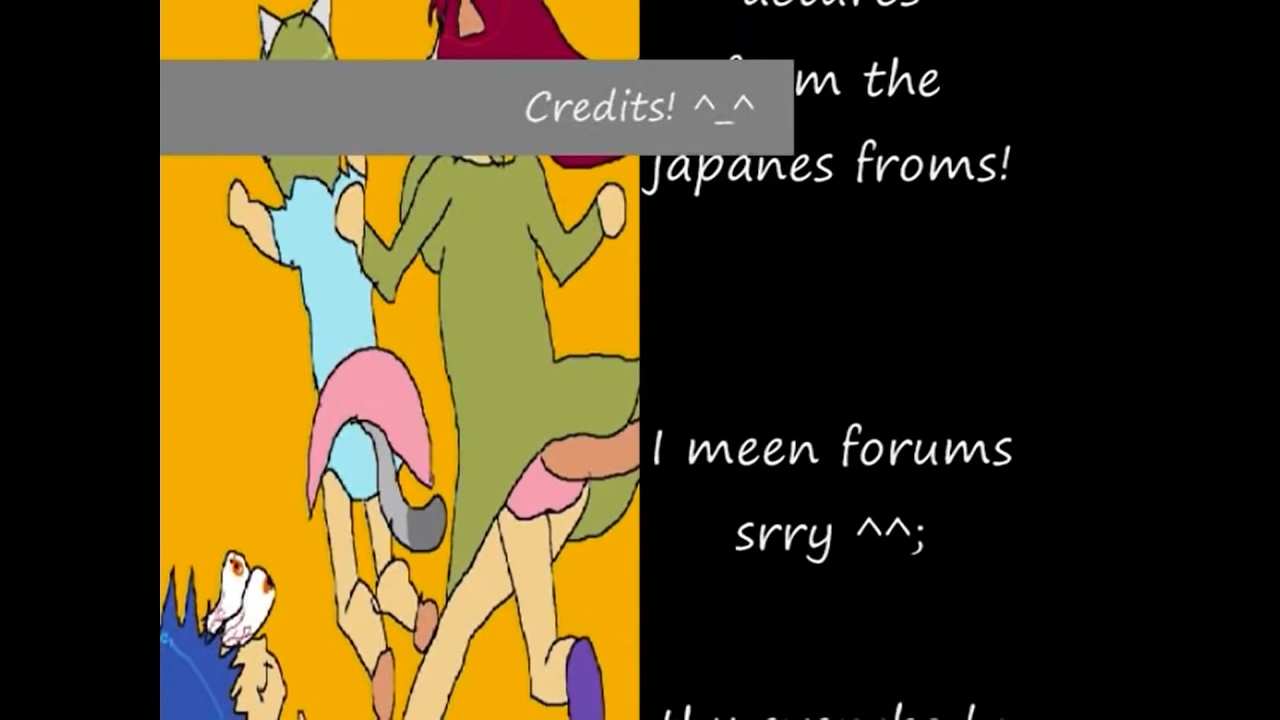 Credits! ^_^
the
Japanes froms!
I meen forums
srry ^^;